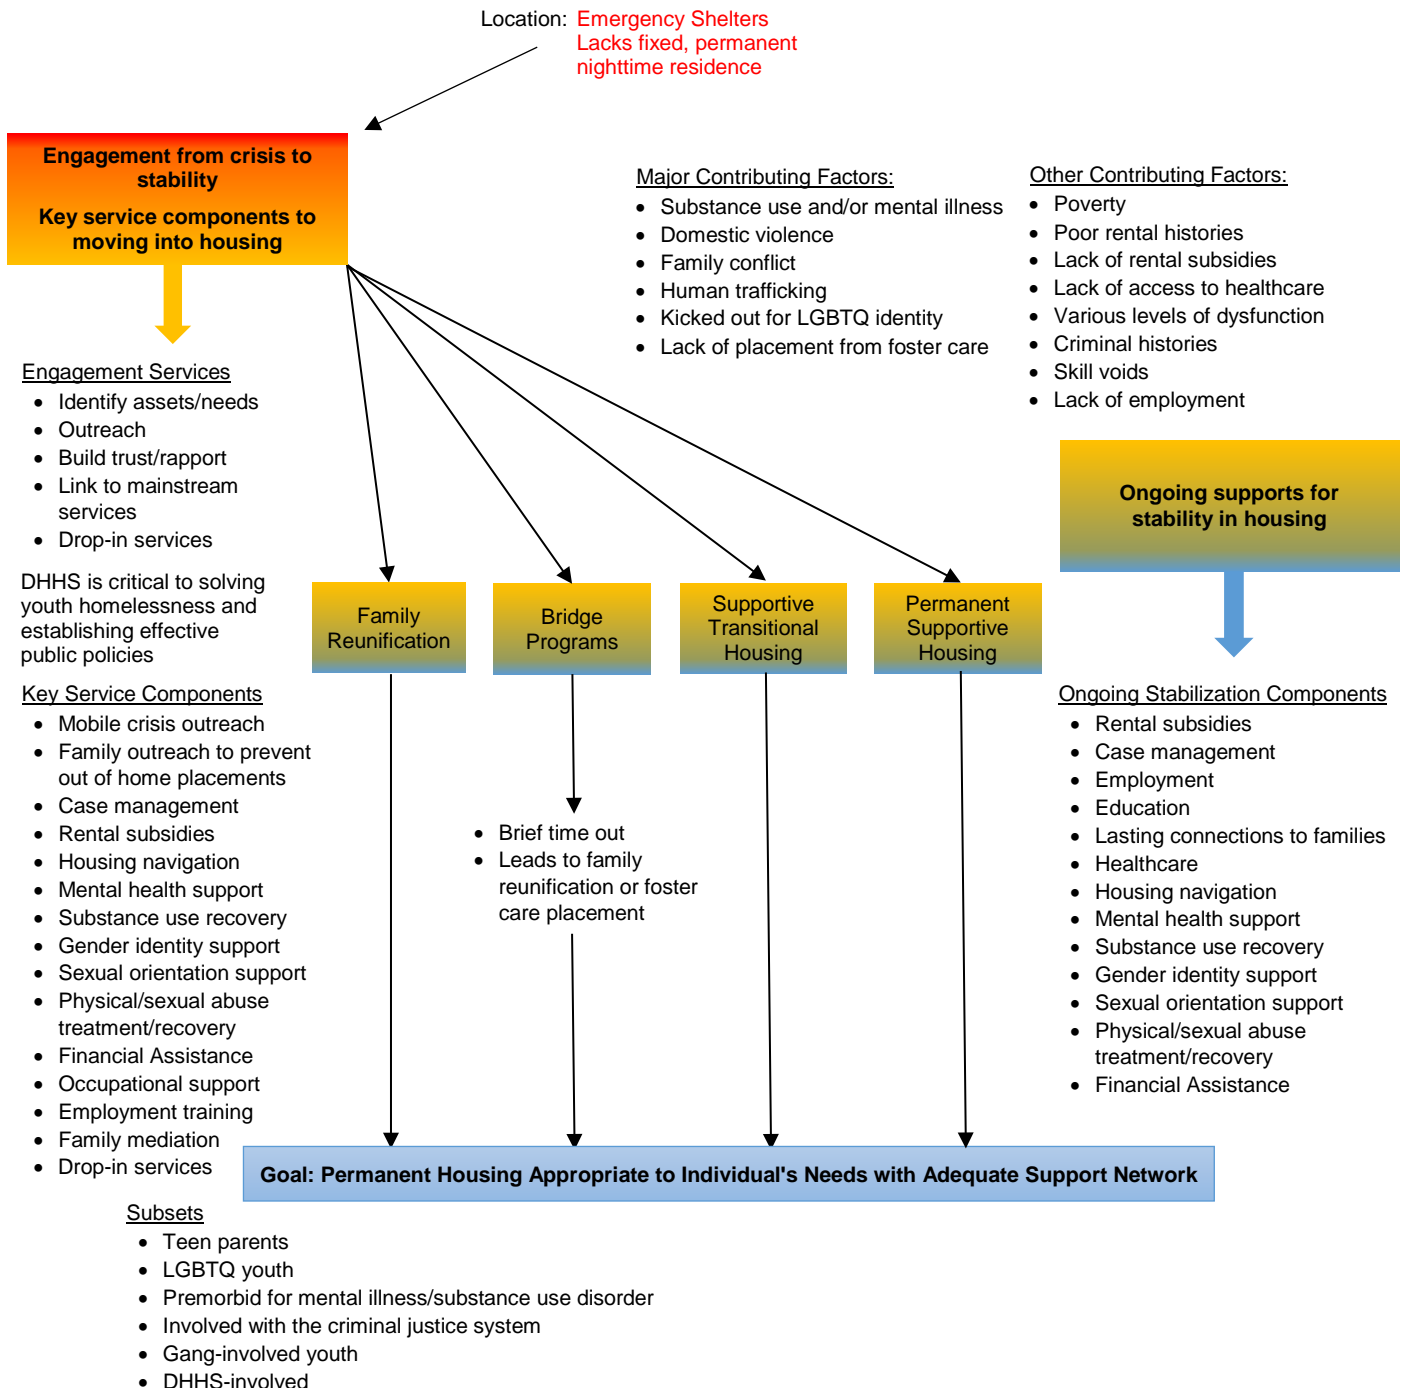 Location: Emergency Shelters
Lacks fixed, permanent
nighttime residence
Engagement from crisis to
stability
Key service components to
moving into housing
Major Contributing Factors:
• Substance use and/or mental illness
• Domestic violence
• Family conflict
• Human trafficking
• Kicked out for LGBTQ identity
• Lack of placement from foster care
Other Contributing Factors:
• Poverty
• Poor rental histories
• Lack of rental subsidies
• Lack of access to healthcare
• Various levels of dysfunction
• Criminal histories
• Skill voids
• Lack of employment
Engagement Services
• Identify assets/needs
• Outreach
• Build trust/rapport
• Link to mainstream
services
• Drop-in services
DHHS is critical to solving
youth homelessness and
establishing effective
public policies
Ongoing supports for
stability in housing
Family
Reunification
Bridge
Programs
Supportive
Transitional
Housing
Permanent
Supportive
Housing
Key Service Components
• Mobile crisis outreach
• Family outreach to prevent
out of home placements
• Case management
• Rental subsidies
• Housing navigation
• Mental health support
• Substance use recovery
• Gender identity support
• Sexual orientation support
• Physical/sexual abuse
treatment/recovery
• Financial Assistance
• Occupational support
• Employment training
• Family mediation
• Drop-in services
• Brief time out
• Leads to family
reunification or foster
care placement
Ongoing Stabilization Components
• Rental subsidies
• Case management
• Employment
• Education
• Lasting connections to families
• Healthcare
• Housing navigation
• Mental health support
• Substance use recovery
• Gender identity support
• Sexual orientation support
• Physical/sexual abuse
treatment/recovery
• Financial Assistance
Goal: Permanent Housing Appropriate to Individual's Needs with Adequate Support Network
Subsets
• Teen parents
• LGBTQ youth
• Premorbid for mental illness/substance use disorder
• Involved with the criminal justice system
• Gang-involved youth
• DHHS-involved